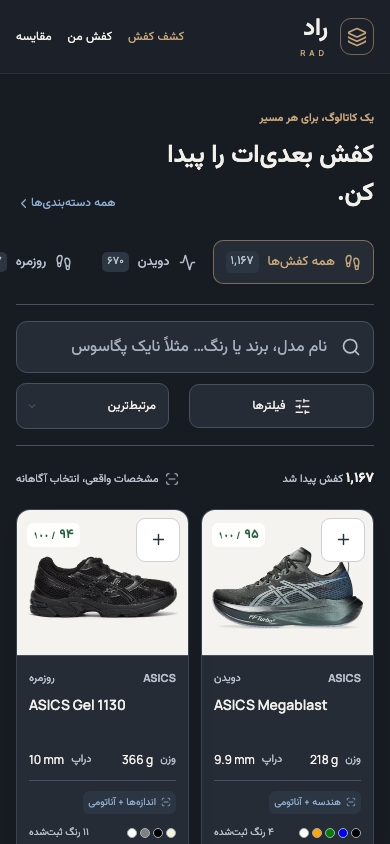 راد
RAD
کشف کفش
کفش من
مقایسه
یک کاتالوگ، برای هر مسیر
کفش بعدی‌ات را پیدا
کن.
همه دسته‌بندی‌ها
همه کفش‌ها ۱,۱۶۷
دویدن ۶۷۰
روزمره
نام مدل، برند یا رنگ... مثلاً نایک پگاسوس
فیلترها
مرتبط‌ترین
۱,۱۶۷ کفش پیدا شد
مشخصات واقعی، انتخاب آگاهانه
۹۵ / ۱۰۰
FF Turbo²
ASICS دویدن
ASICS Megablast
وزن 218 g دراپ 9.9 mm
هندسه + آناتومی
۴ رنگ ثبت‌شده
۹۴ / ۱۰۰
ASICS روزمره
ASICS Gel 1130
وزن 366 g دراپ 10 mm
اندازه‌ها + آناتومی
۱۱ رنگ ثبت‌شده